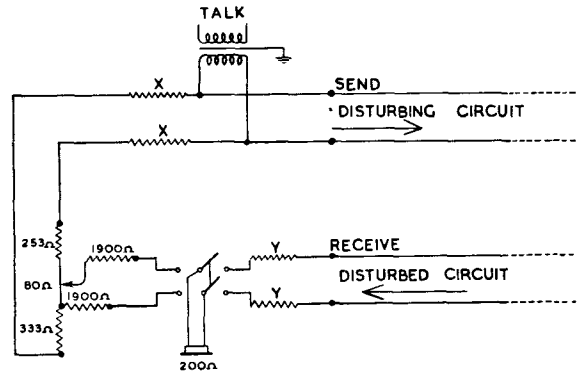 TALK
X
SEND
DISTURBING CIRCUIT
X
253Ω
1900Ω
Y
RECEIVE
80Ω
DISTURBED CIRCUIT
1900Ω
Y
333Ω
200Ω